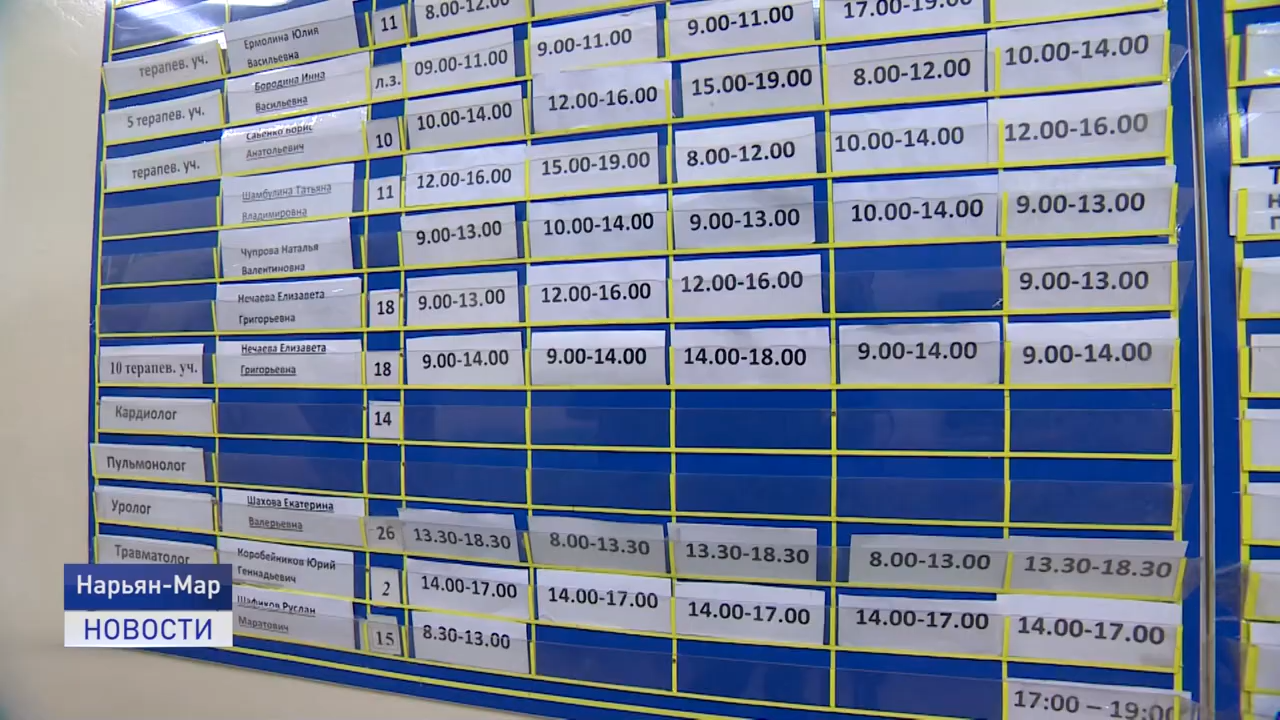 Ермолина Юлия
Васильевна
11
8.00-12.00
9.00-11.00
17.00-19.00
терапев. уч.
Бородина Инна
Васильевна
л.з.
09.00-11.00
9.00-11.00
15.00-19.00
8.00-12.00
10.00-14.00
5 терапев. уч.
Савенко Борис
Анатольевич
10
10.00-14.00
12.00-16.00
8.00-12.00
10.00-14.00
12.00-16.00
терапев. уч.
Шамбулина Татьяна
Владимировна
11
12.00-16.00
15.00-19.00
9.00-13.00
10.00-14.00
9.00-13.00
Чупрова Наталья
Валентиновна
9.00-13.00
10.00-14.00
12.00-16.00
9.00-13.00
Нечаева Елизавета
Григорьевна
18
9.00-13.00
12.00-16.00
10 терапев. уч.
Нечаева Елизавета
Григорьевна
18
9.00-14.00
9.00-14.00
14.00-18.00
9.00-14.00
9.00-14.00
Кардиолог
14
Пульмонолог
Уролог
Шахова Екатерина
Валерьевна
26
13.30-18.30
8.00-13.30
13.30-18.30
8.00-13.00
13.30-18.30
Травматолог
Коробейников Юрий
Геннадьевич
2
14.00-17.00
14.00-17.00
14.00-17.00
14.00-17.00
14.00-17.00
Руслан
Маратович
15
8.30-13.00
17:00 – 19:00
Нарьян-Мар
НОВОСТИ